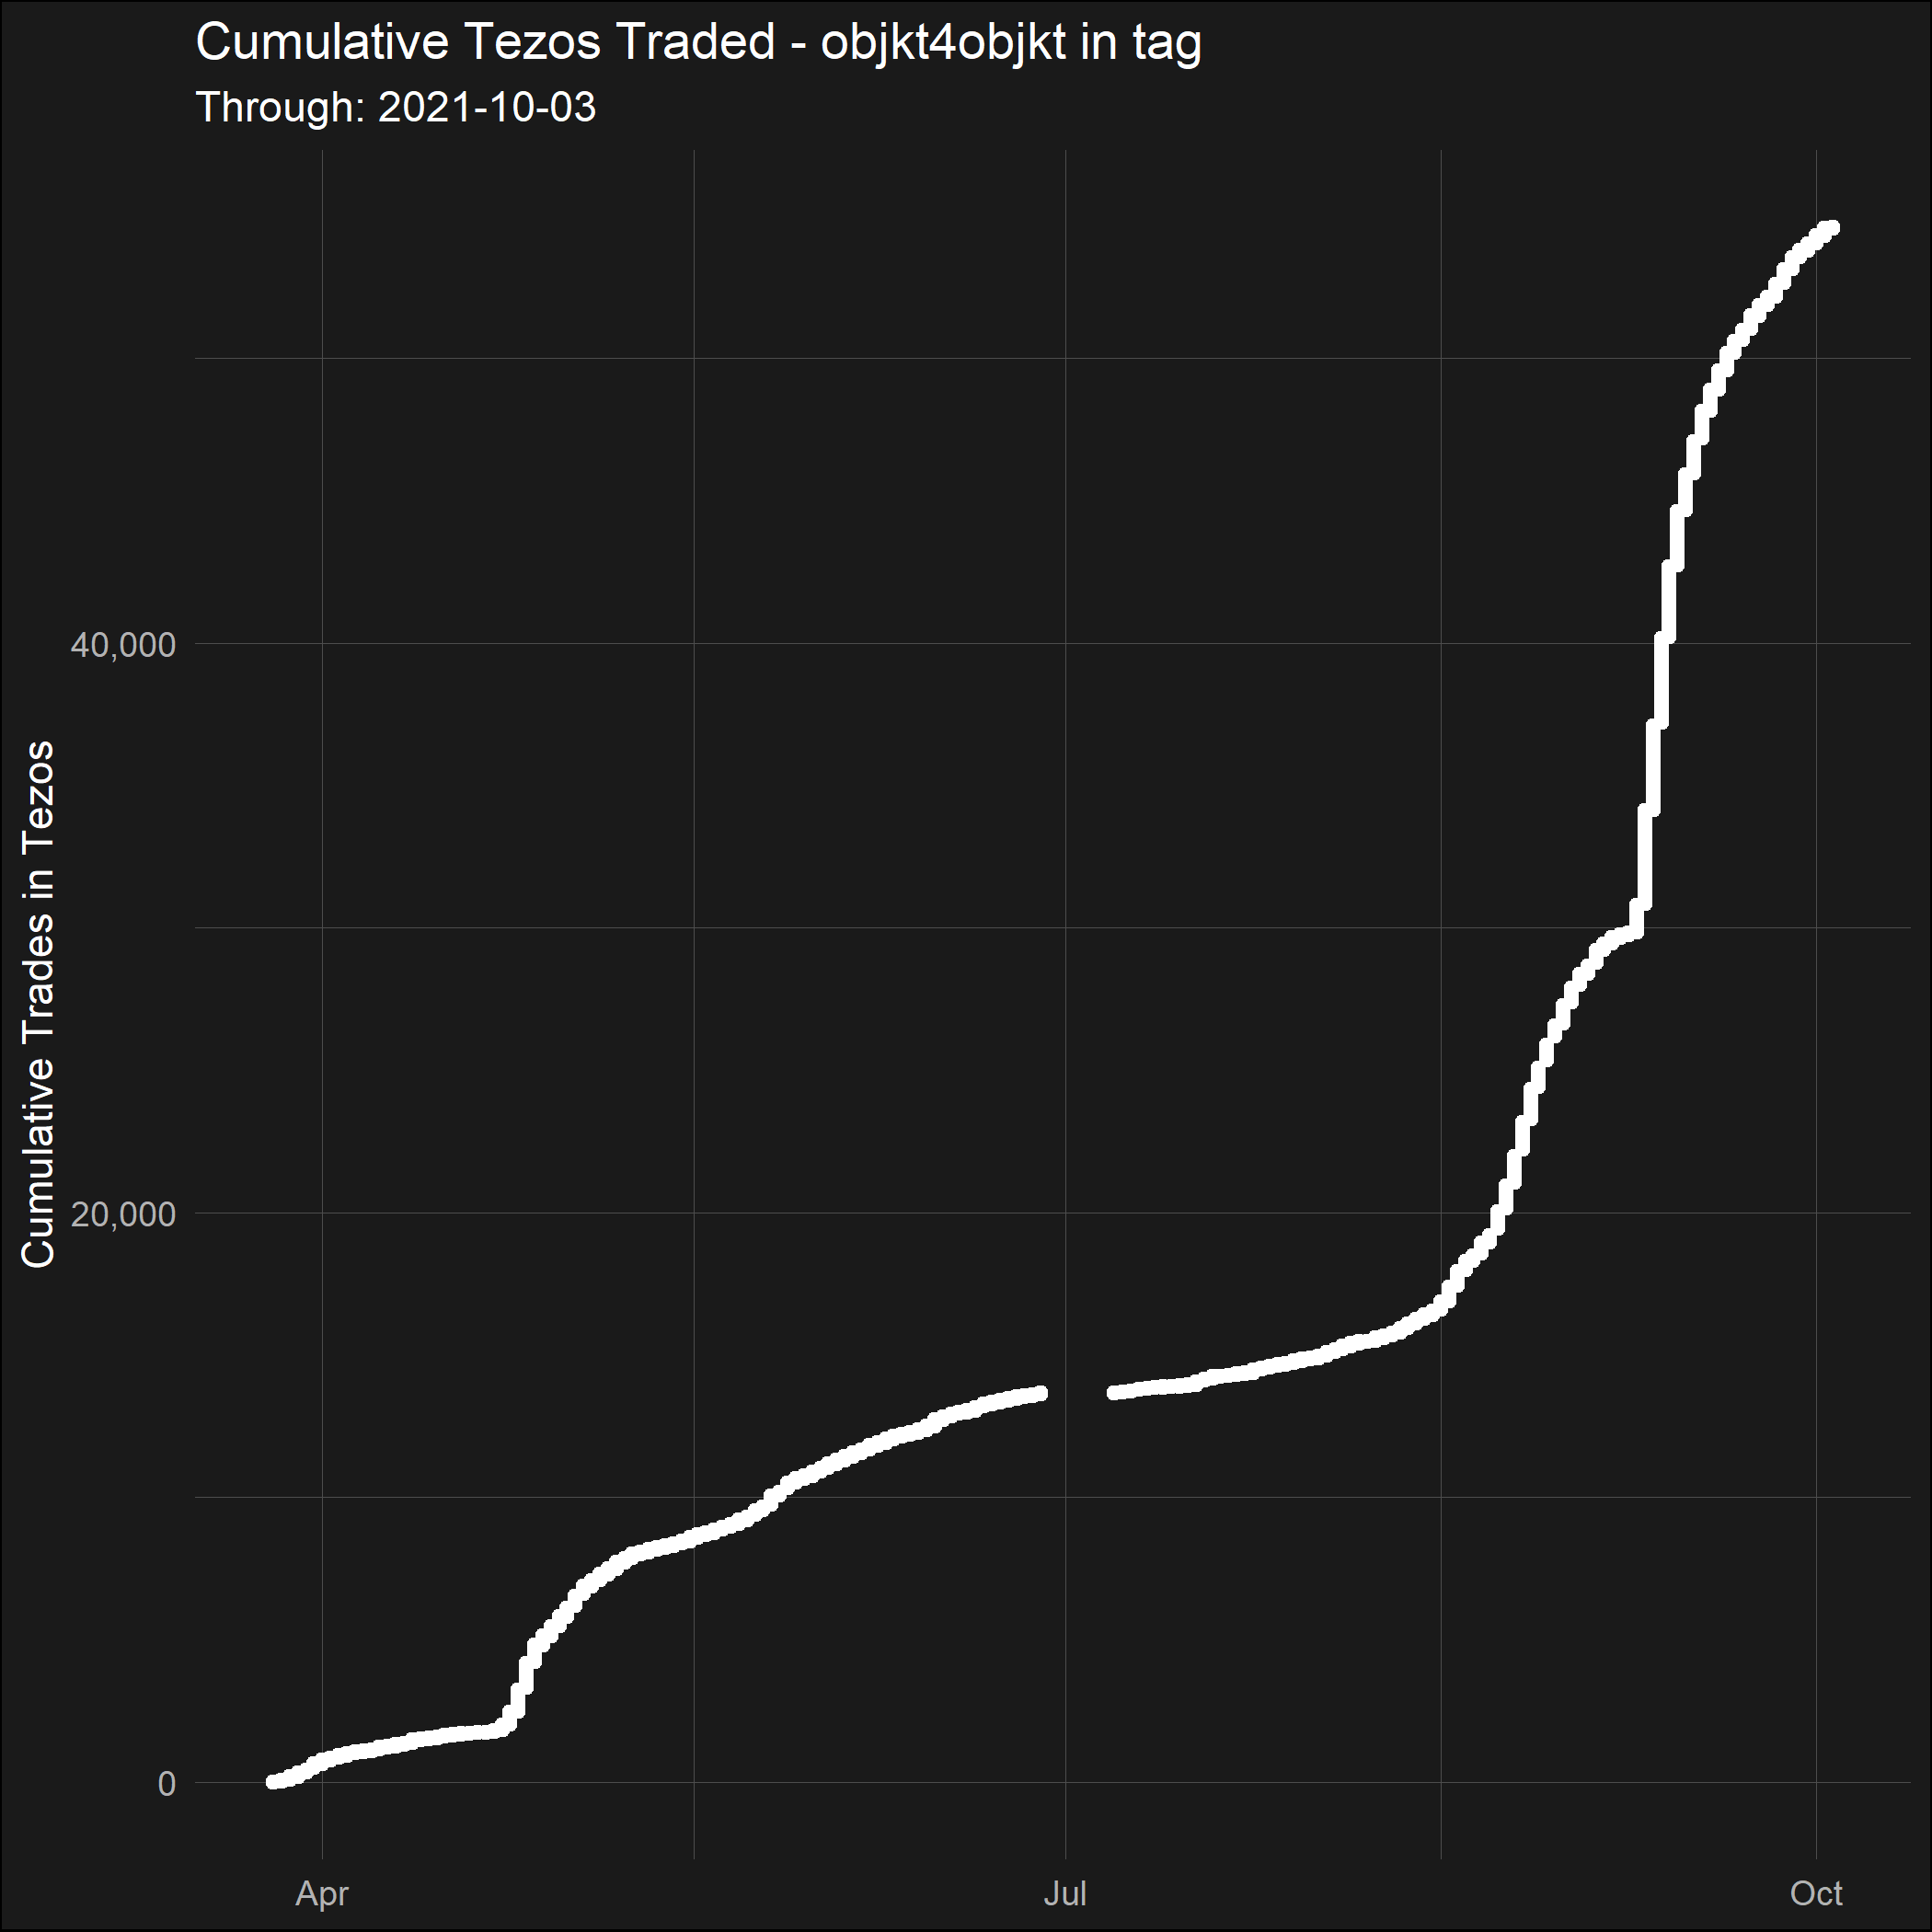 Cumulative Tezos Traded - objkt4objkt in tag
Through: 2021-10-03
Cumulative Trades in Tezos
40,000
20,000
0
Apr
Jul
Oct